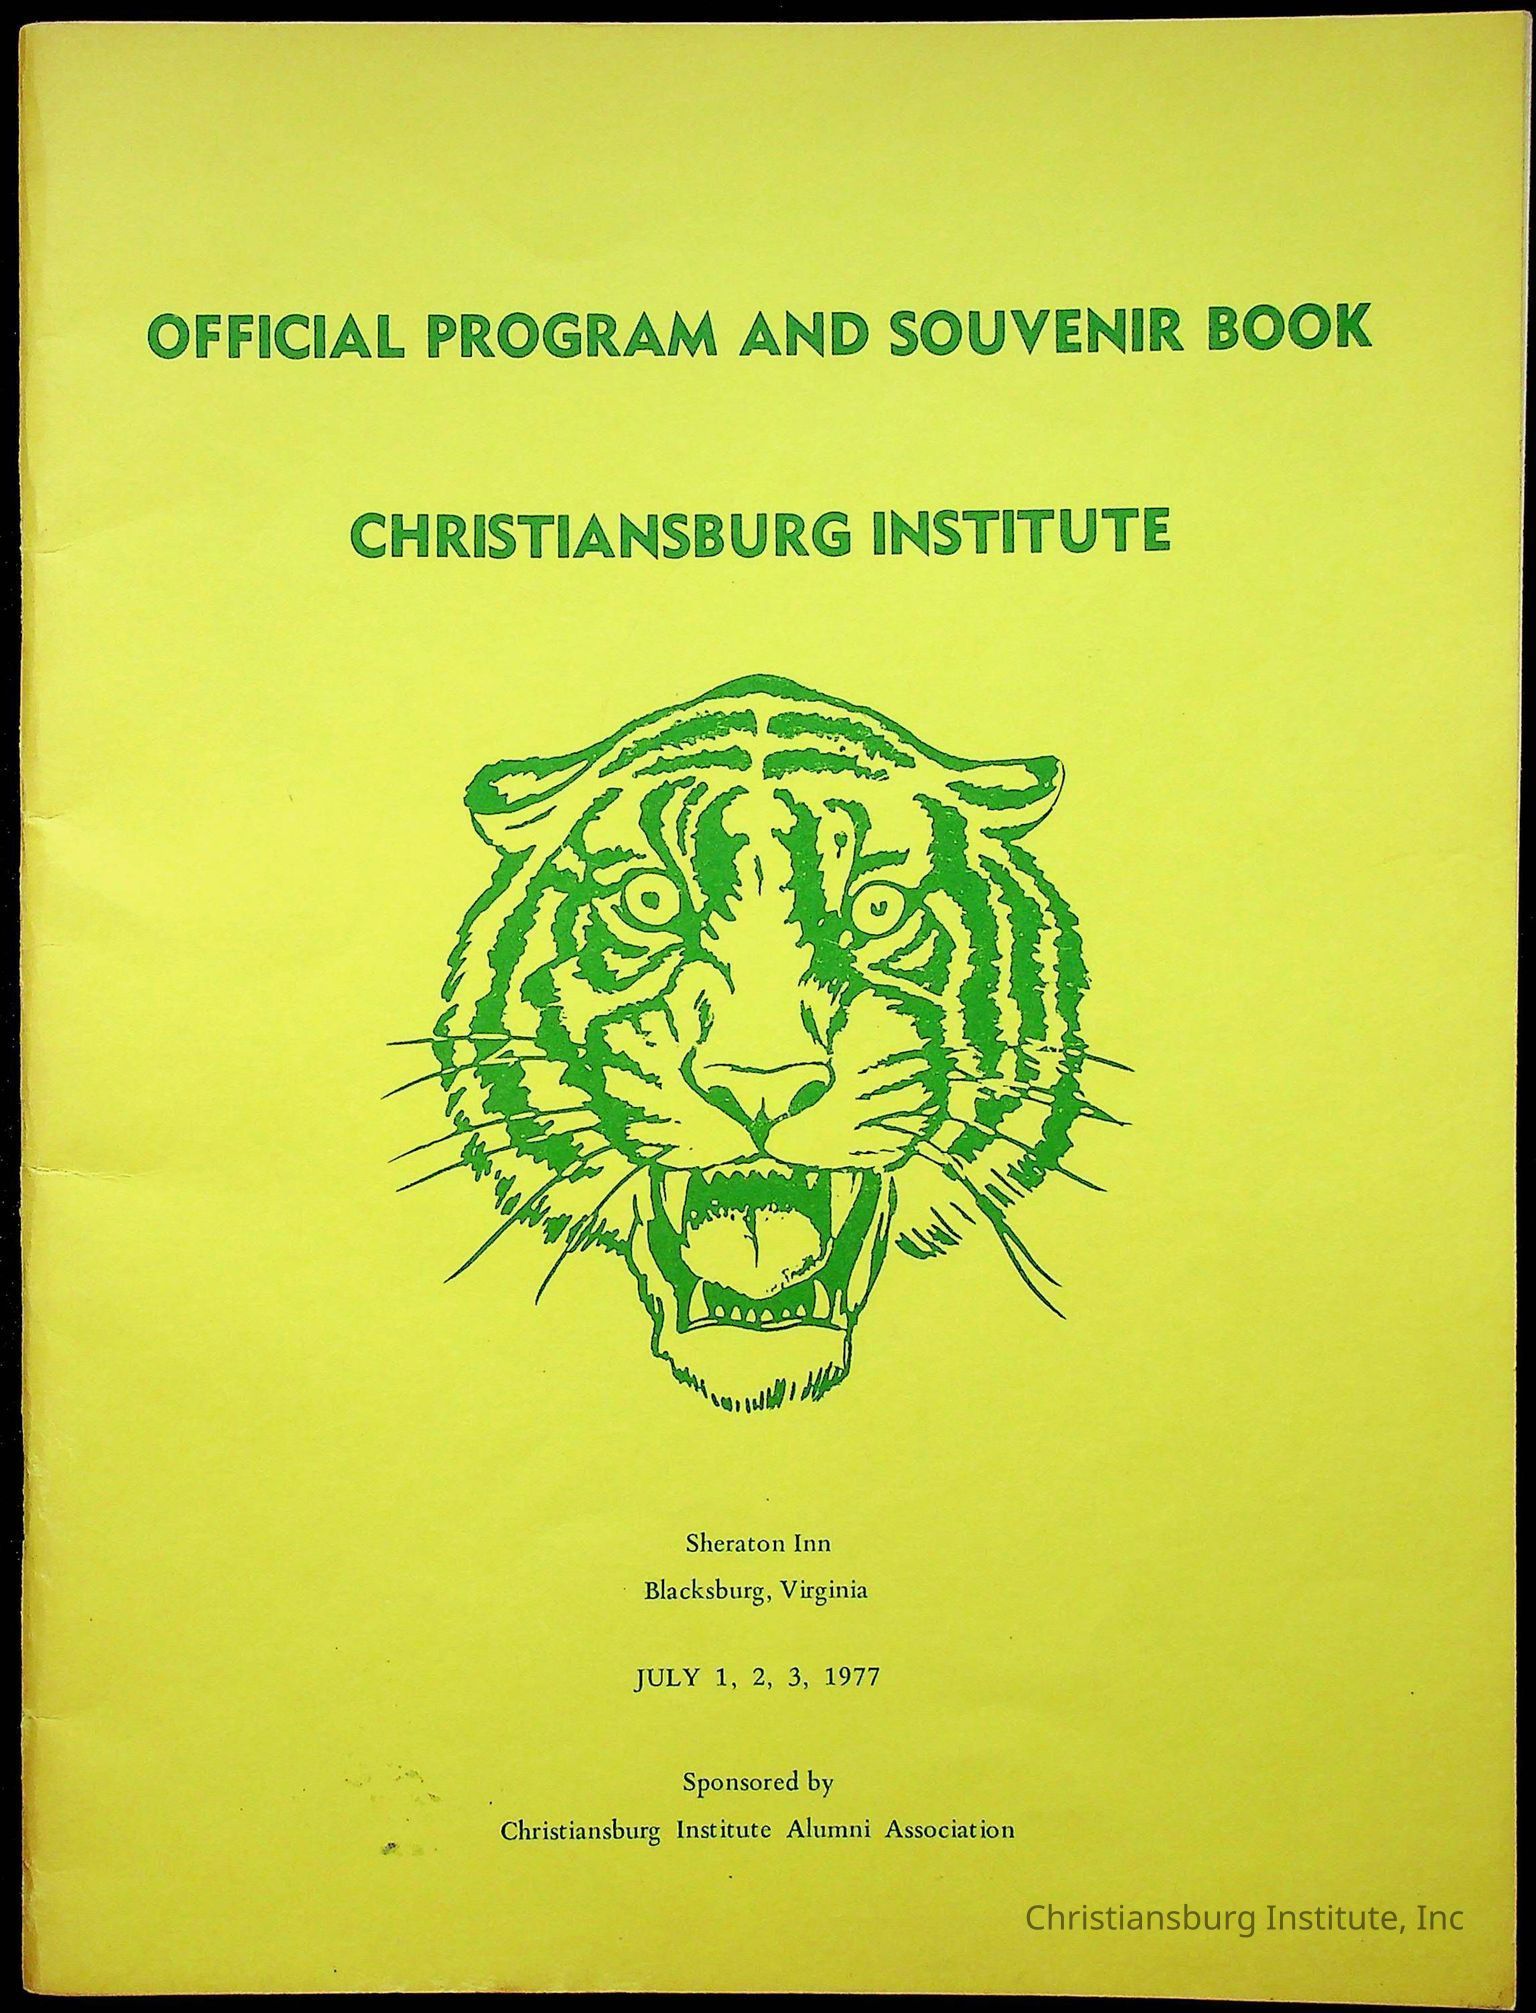 OFFICIAL PROGRAM AND SOUVENIR BOOK
CHRISTIANSBURG INSTITUTE
Sheraton Inn
Blacksburg, Virginia
JULY 1, 2, 3, 1977
Sponsored by
Christiansburg Institute Alumni Association
Christiansburg Institute, Inc